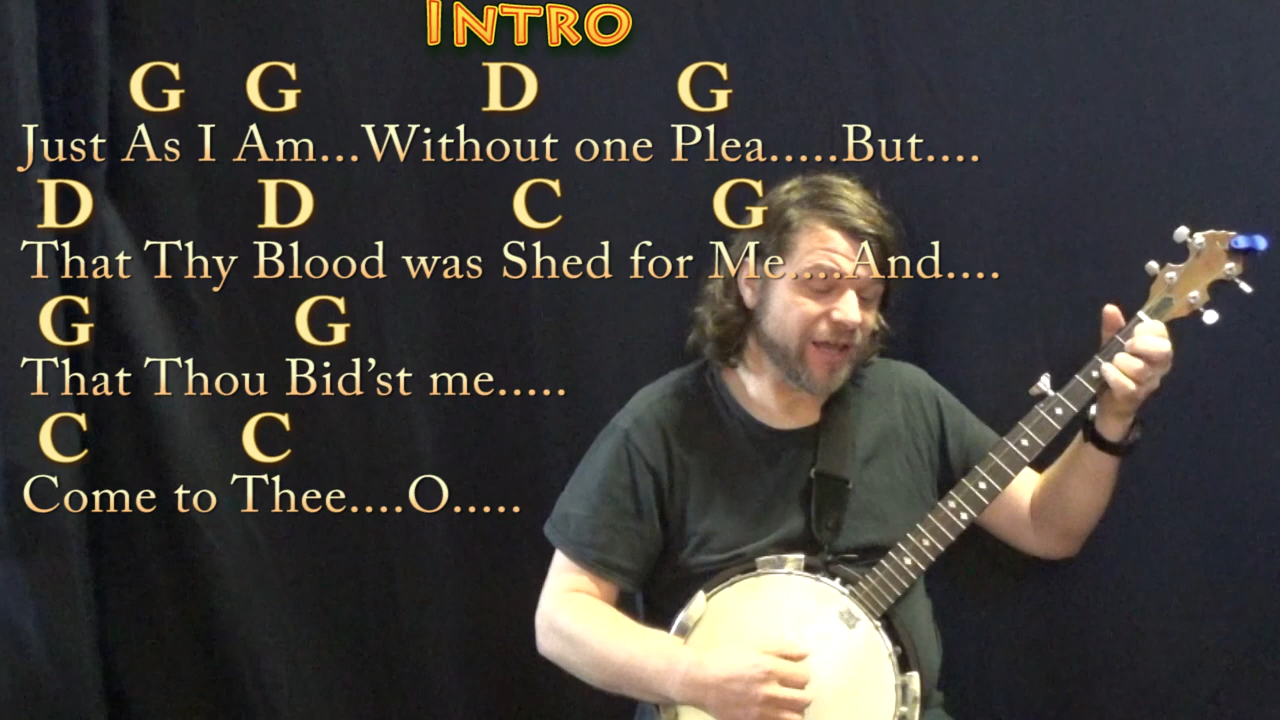 INTRO
G G D G
Just As I Am...Without one Plea.....But....
D D C G
That Thy Blood was Shed for Me....And....
G G
That Thou Bid’st me.....
C C
Come to Thee....O.....